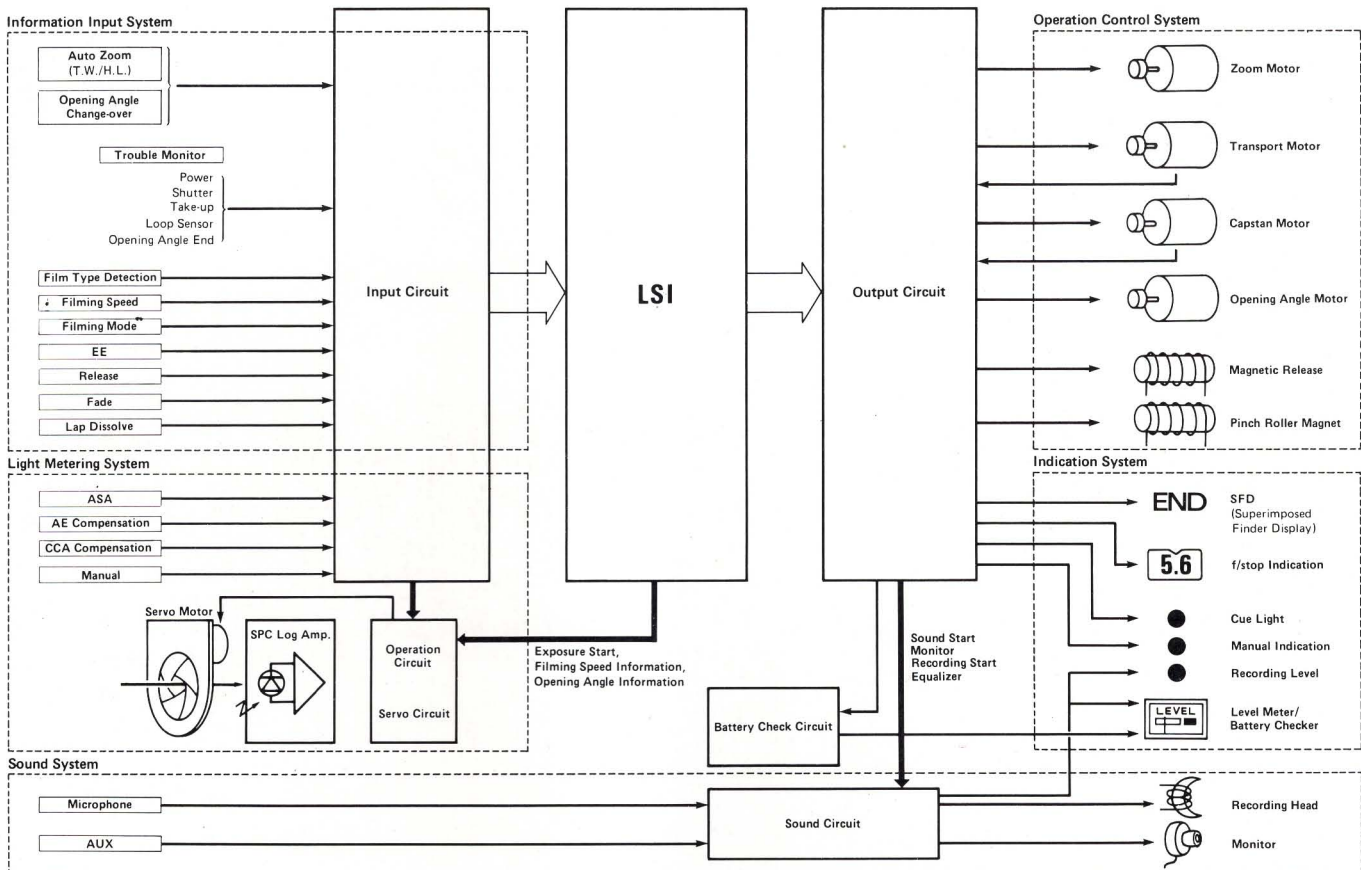 Information Input System
Auto Zoom
(T.W./H.L.)
Opening Angle
Change-over
Trouble Monitor
Power
Shutter
Take-up
Loop Sensor
Opening Angle End
Film Type Detection
Filming Speed
Filming Mode
EE
Release
Fade
Lap Dissolve
Input Circuit
LSI
Output Circuit
Operation Control System
Zoom Motor
Transport Motor
Capstan Motor
Opening Angle Motor
Magnetic Release
Pinch Roller Magnet
Light Metering System
ASA
AE Compensation
CCA Compensation
Manual
Servo Motor
SPC Log Amp.
Operation
Circuit
Servo Circuit
Exposure Start,
Filming Speed Information,
Opening Angle Information
Sound Start
Monitor
Recording Start
Equalizer
Battery Check Circuit
Indication System
END
SFD
(Superimposed
Finder Display)
5.6
f/stop Indication
Cue Light
Manual Indication
Recording Level
LEVEL
Level Meter/
Battery Checker
Sound System
Microphone
AUX
Sound Circuit
Recording Head
Monitor